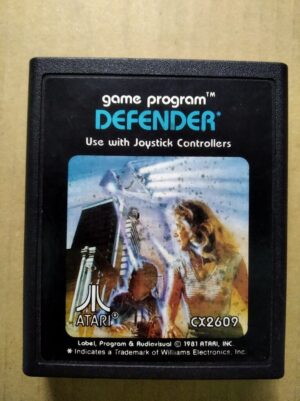 game program™
DEFENDER*
Use with Joystick Controllers
ATARI®
CX2609
Label, Program & Audiovisual Ⓒ 1981 ATARI, INC.
* Indicates a Trademark of Williams Electronics, Inc.